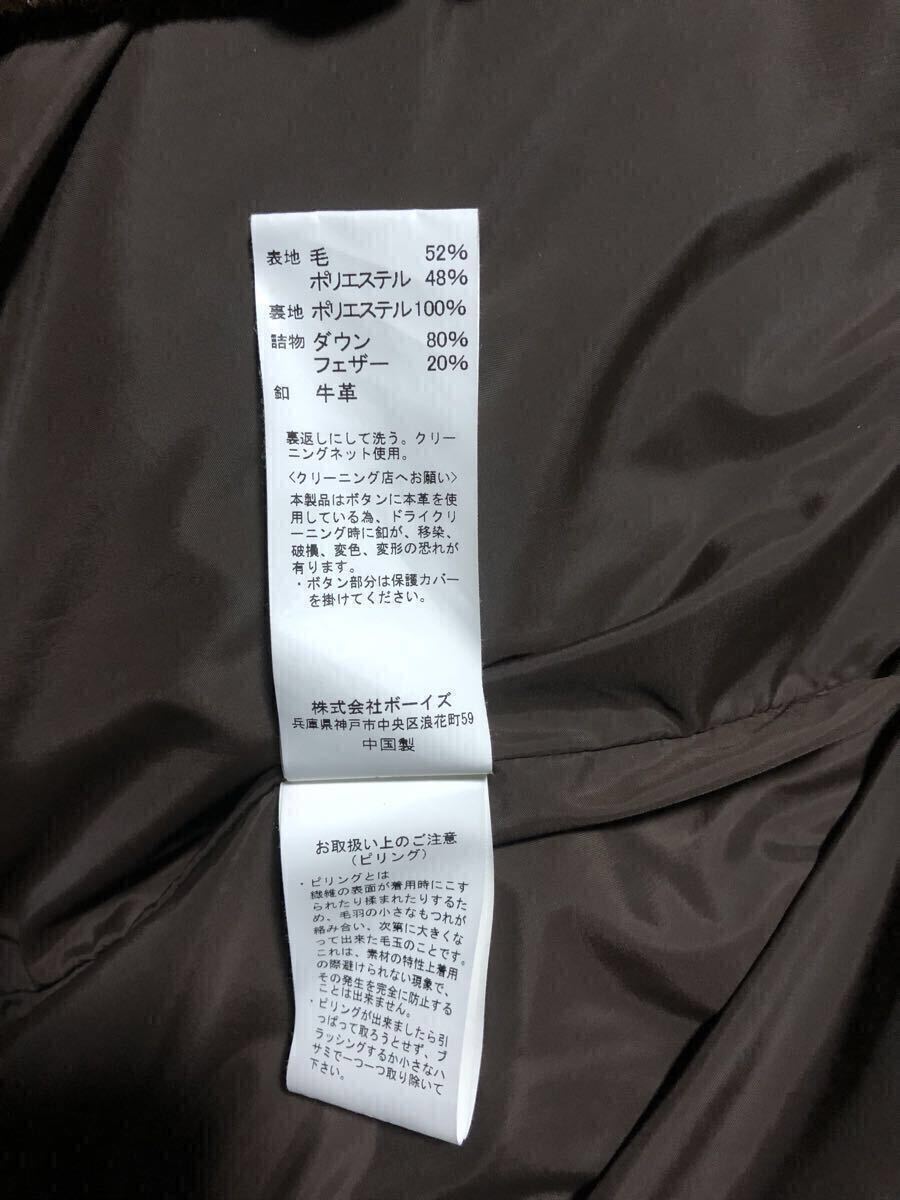 表地 毛 52%
ポリエステル 48%
裏地 ポリエステル100%
詰物 ダウン 80%
フェザー 20%
釦 牛革
裏返しにして洗う。クリー
ニングネット使用。
〈クリーニング店へお願い〉
本製品はボタンに本革を使
用している為、ドライクリ
ーニング時に釦が、移染、
破損、変色、変形の恐れが
有ります。
・ボタン部分は保護カバー
を掛けてください。
株式会社ボーイズ
兵庫県神戸市中央区浪花町59
中国製
お取扱い上のご注意
(ピリング)
・ピリングとは
繊維の表面が着用時にこす
られたり揉まれたりするた
め、毛羽の小さなもつれが
絡み合い、次第に大きくな
って出来た毛玉のことです。
これは、素材の特性上着用
の際避けられない現象で、
その発生を完全に防止する
ことは出来ません。
・ピリングが出来ましたら引
っぱって取ろうとせず、ブ
ラッシングするか小さなハ
サミで一つ一つ取り除いて
下さい。